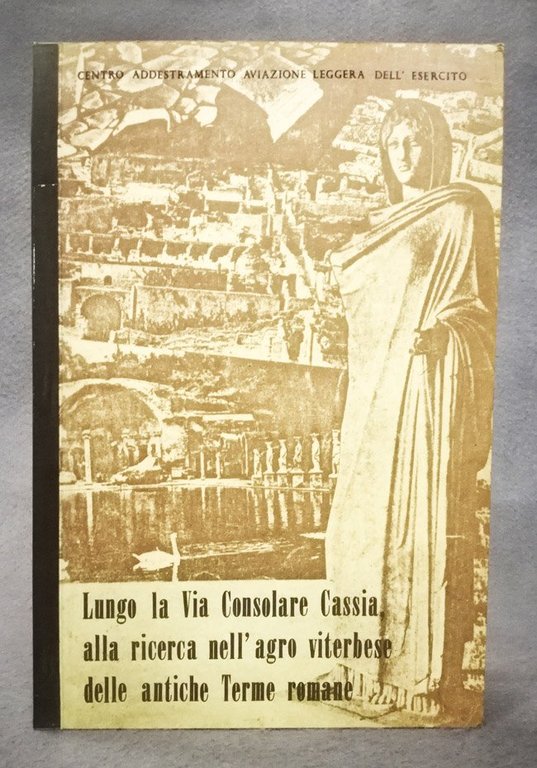 CENTRO ADDESTRAMENTO AVIAZIONE LEGGERA DELL' ESERCITO
Lungo la Via Consolare Cassia,
alla ricerca nell'agro viterbese
delle antiche Terme romane